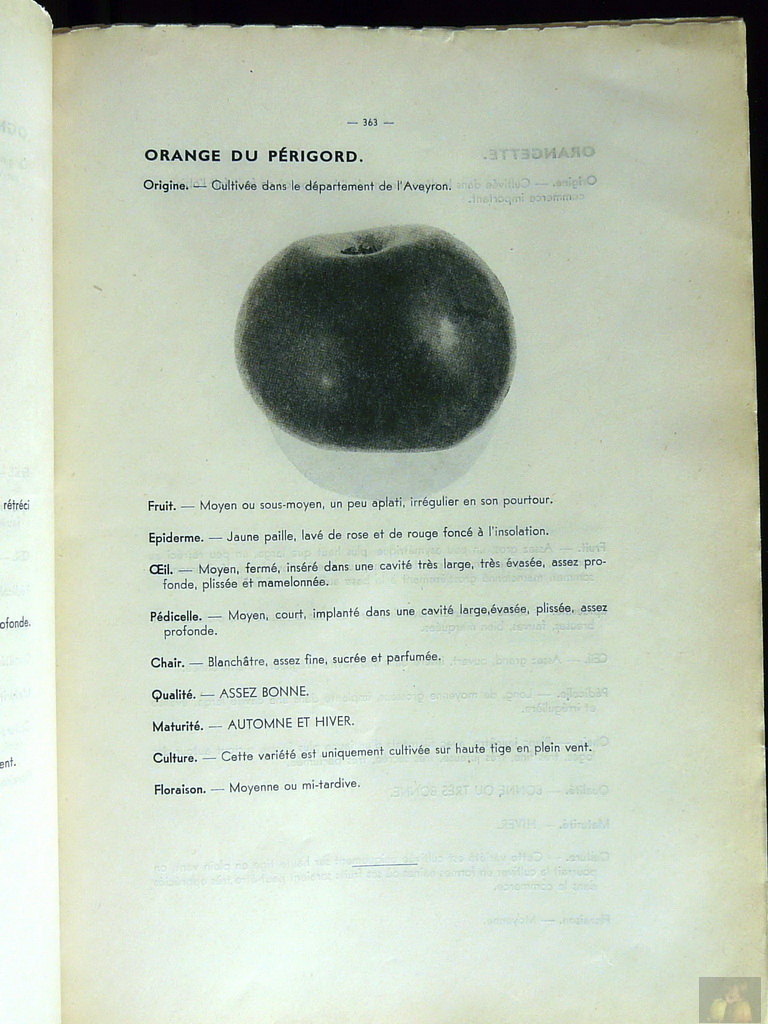 — 363 —
ORANGE DU PÉRIGORD.
Origine. — Cultivée dans le département de l'Aveyron.
rétréci
ofonde.
ent.
Fruit. — Moyen ou sous-moyen, un peu aplati, irrégulier en son pourtour.
Epiderme. — Jaune paille, lavé de rose et de rouge foncé à l'insolation.
Œil. — Moyen, fermé, inséré dans une cavité très large, très évasée, assez pro-
fonde, plissée et mamelonnée.
Pédicelle. — Moyen, court, implanté dans une cavité large,évasée, plissée, assez
profonde.
Chair. — Blanchâtre, assez fine, sucrée et parfumée.
Qualité. — ASSEZ BONNE.
Maturité. — AUTOMNE ET HIVER.
Culture. — Cette variété est uniquement cultivée sur haute tige en plein vent.
Floraison. — Moyenne ou mi-tardive.